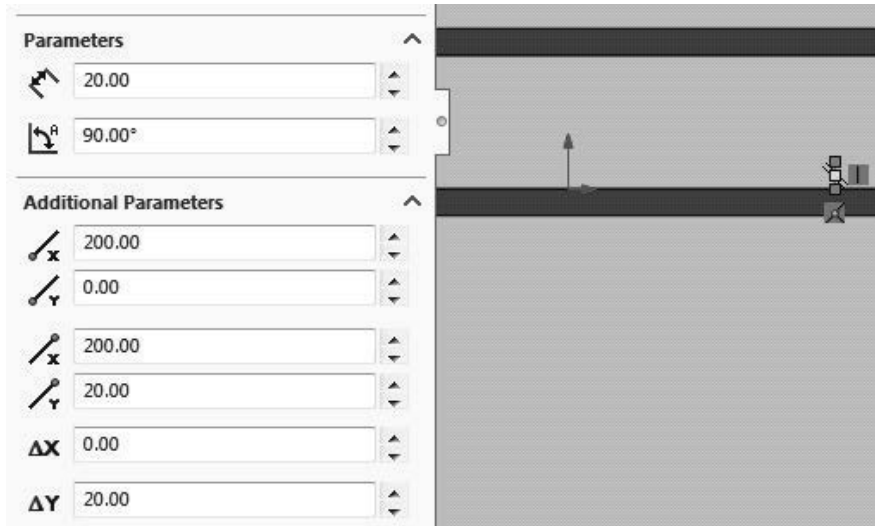 Parameters
20.00
A
90.00°
Additional Parameters
X
200.00
Y
0.00
X
200.00
Y
20.00
ΔX
0.00
ΔY
20.00